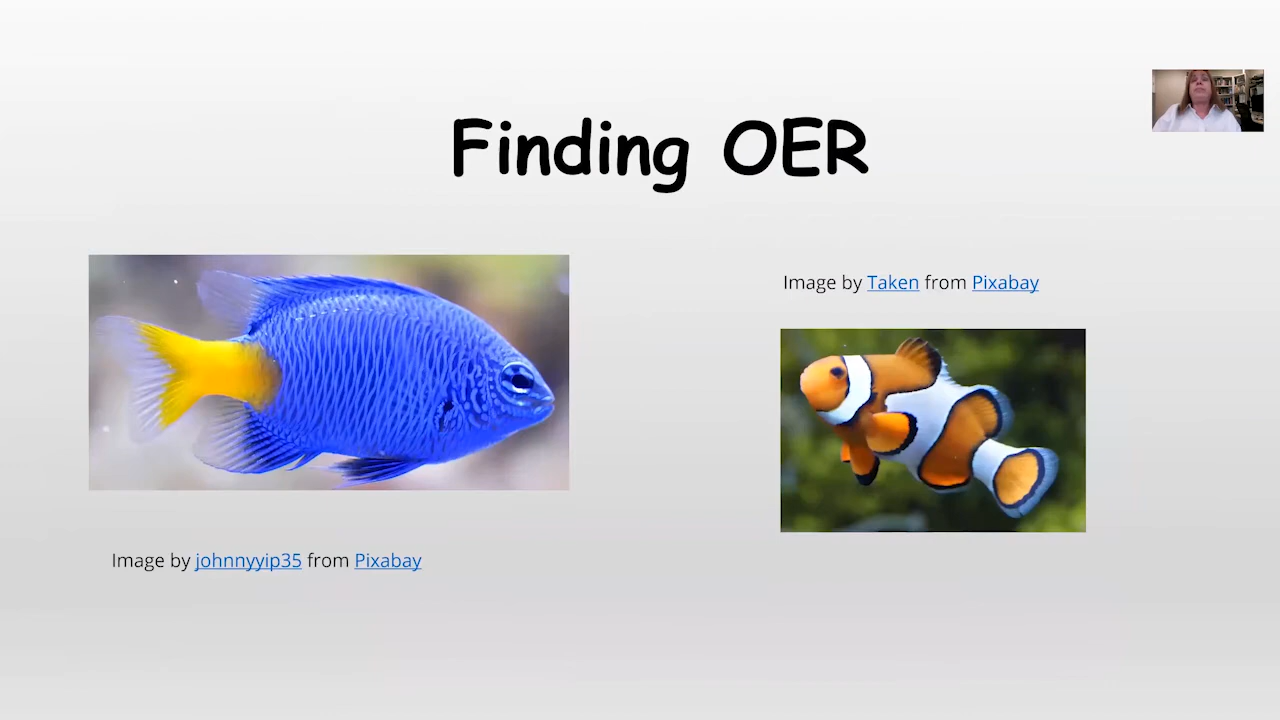 Finding OER
Image by Taken from Pixabay
Image by johnnyyip35 from Pixabay